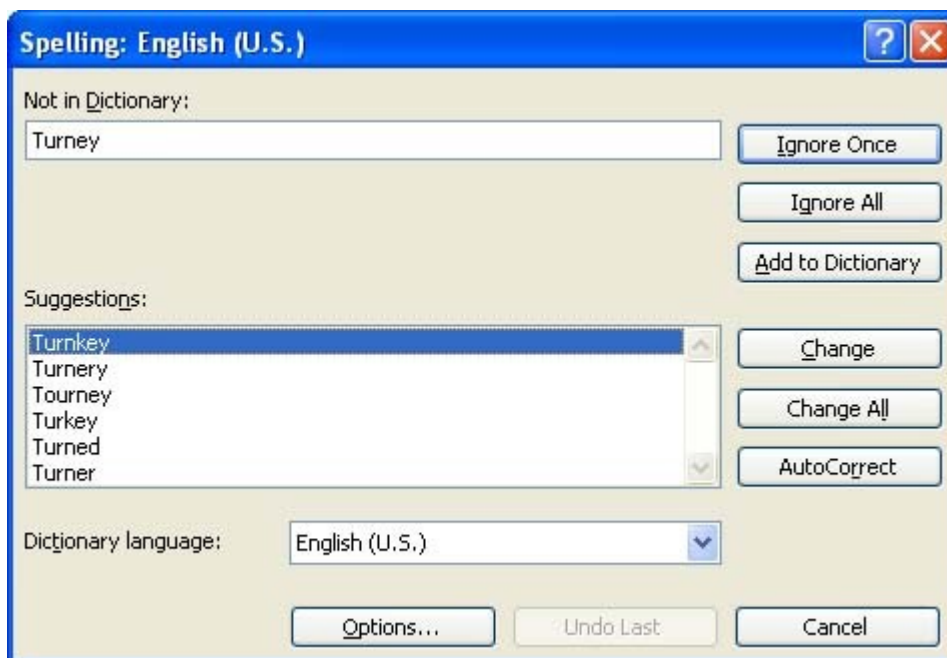 Spelling: English (U.S.)
Not in Dictionary:
Turney
Ignore Once
Ignore All
Add to Dictionary
Suggestions:
Turnkey
Turnery
Tourney
Turkey
Turned
Turner
Change
Change All
AutoCorrect
Dictionary language:
English (U.S.)
Options...
Undo Last
Cancel